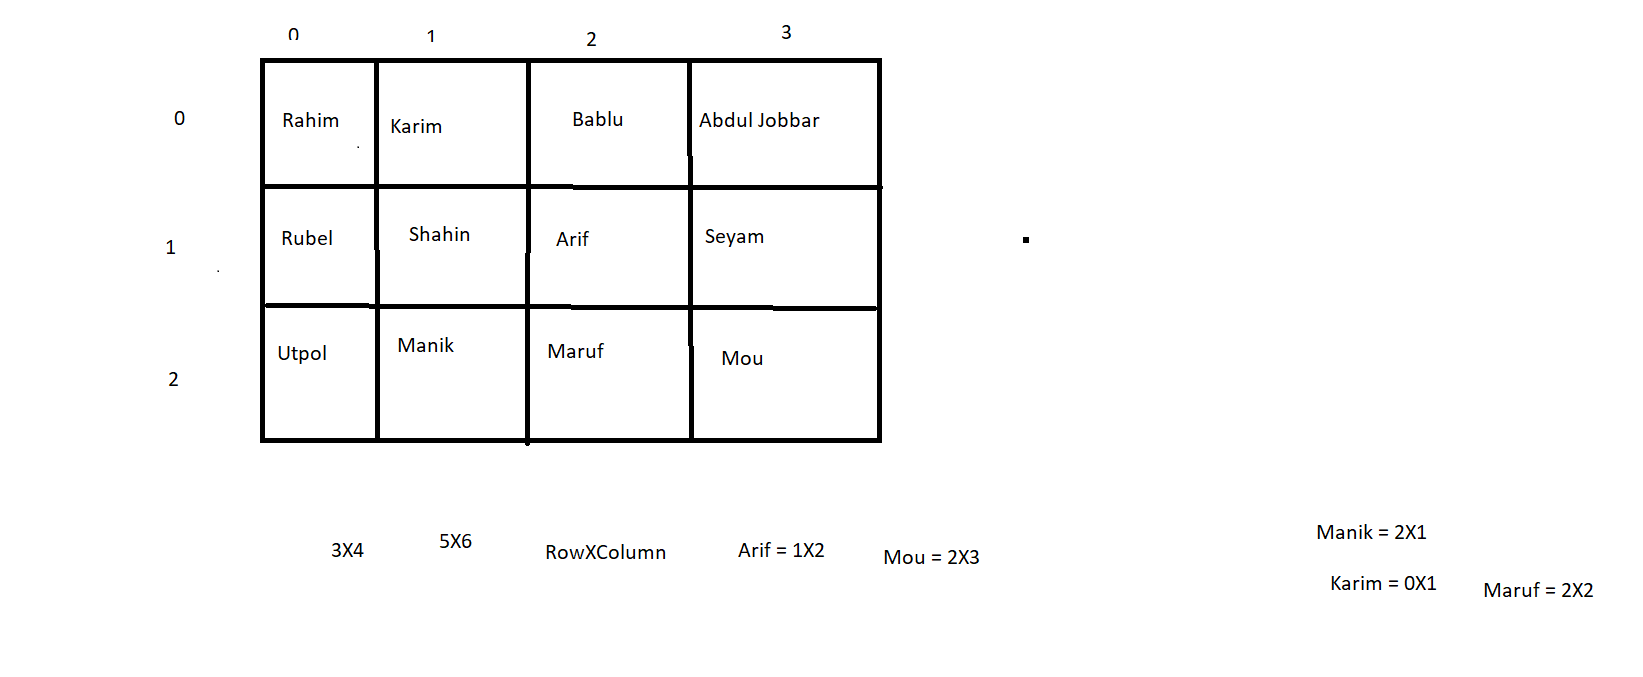 0 1 2 3
0 Rahim Karim Bablu Abdul Jobbar
1 Rubel Shahin Arif Seyam
2 Utpol Manik Maruf Mou
3X4 5X6 RowXColumn Arif = 1X2 Mou = 2X3
Manik = 2X1
Karim = 0X1 Maruf = 2X2